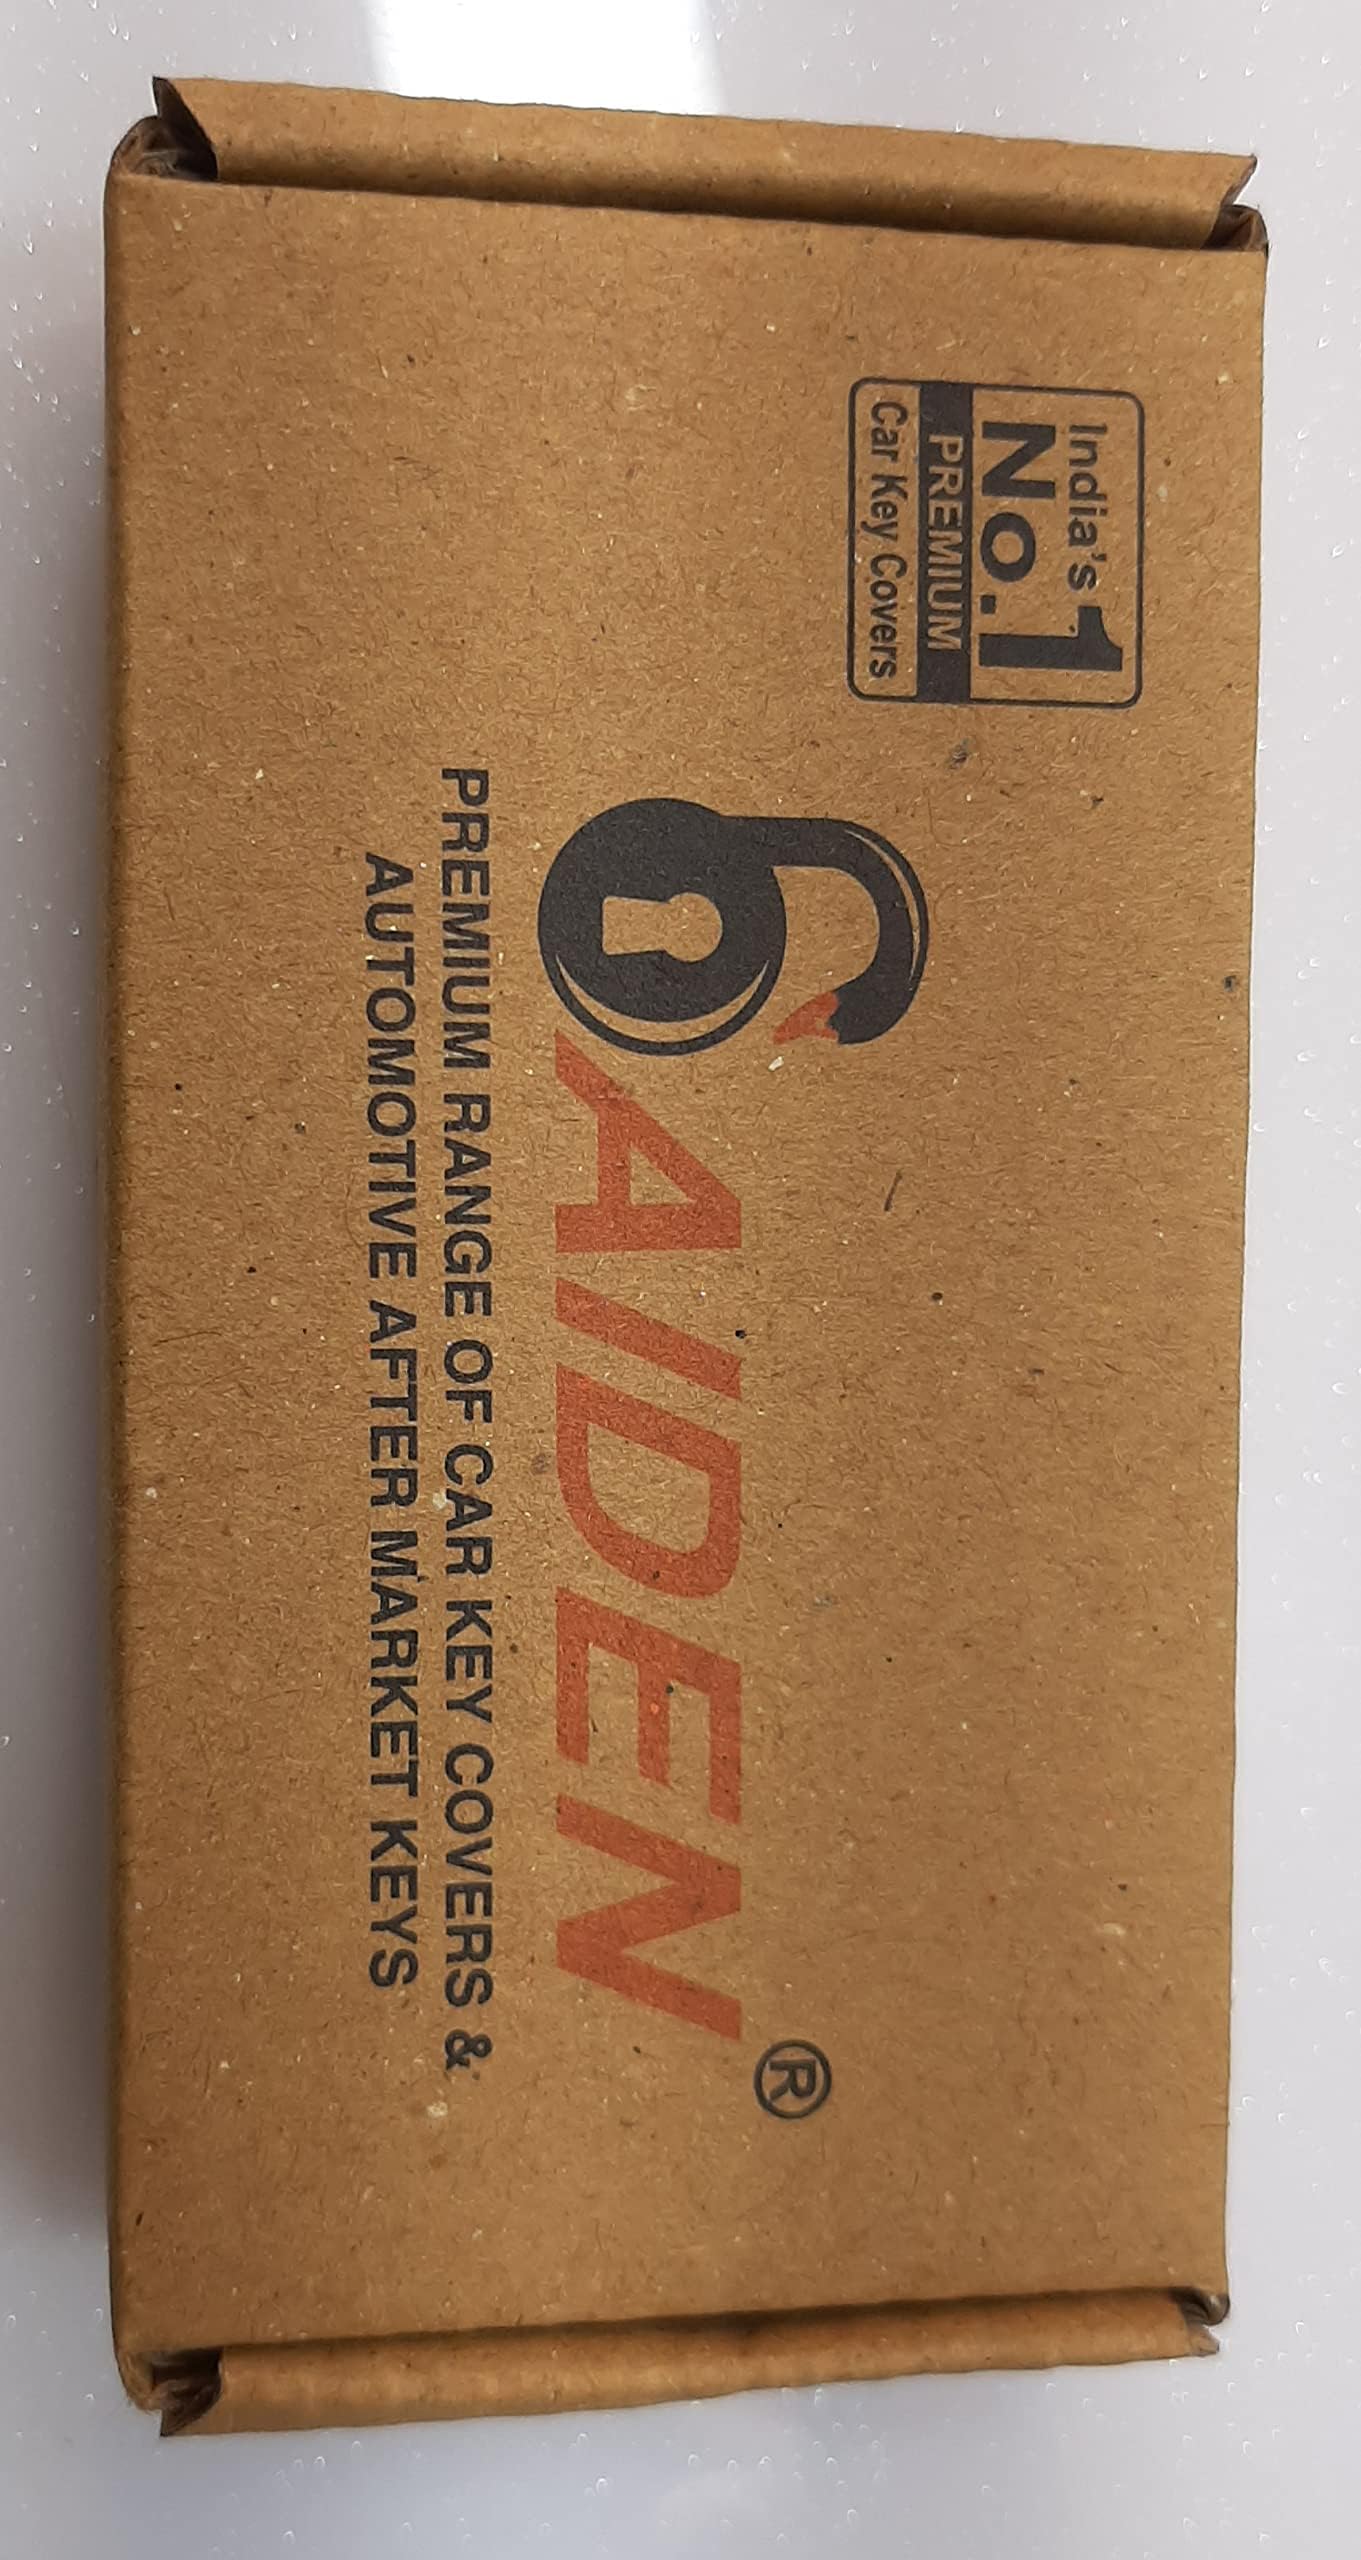 India's
No.1
PREMIUM
Car Key Covers
AIDEN®
PREMIUM RANGE OF CAR KEY COVERS &
AUTOMOTIVE AFTER MARKET KEYS